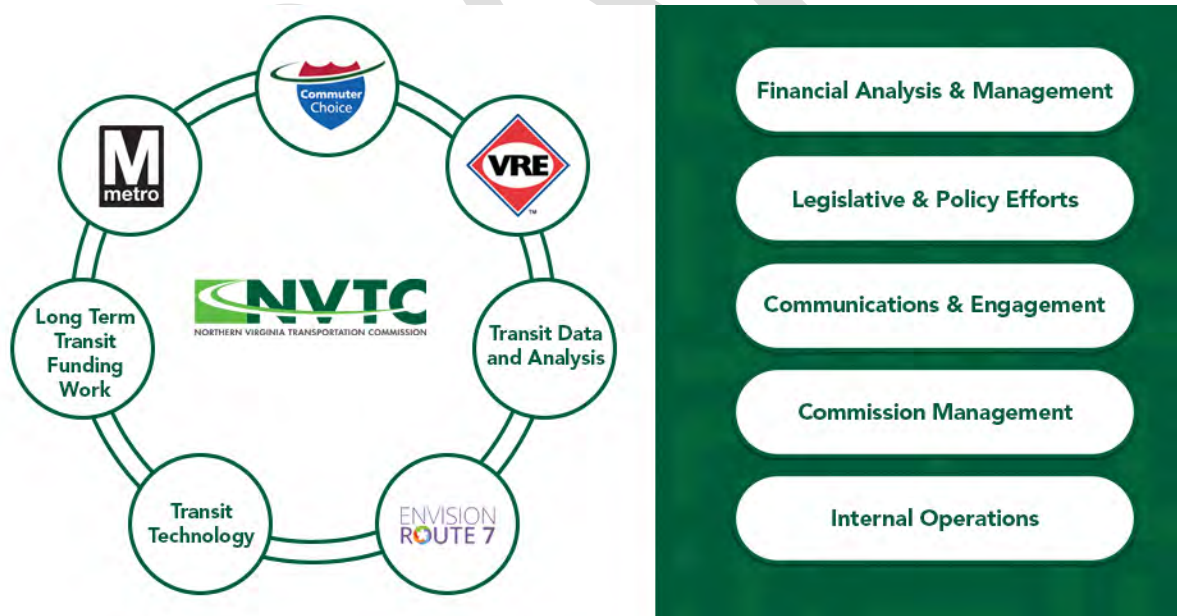 Commuter
Choice
M
metro
VRE
TM
NVTC
NORTHERN VIRGINIA TRANSPORTATION COMMISSION
Long Term
Transit
Funding
Work
Transit Data
and Analysis
Transit
Technology
ENVISION
ROUTE 7
Financial Analysis & Management
Legislative & Policy Efforts
Communications & Engagement
Commission Management
Internal Operations